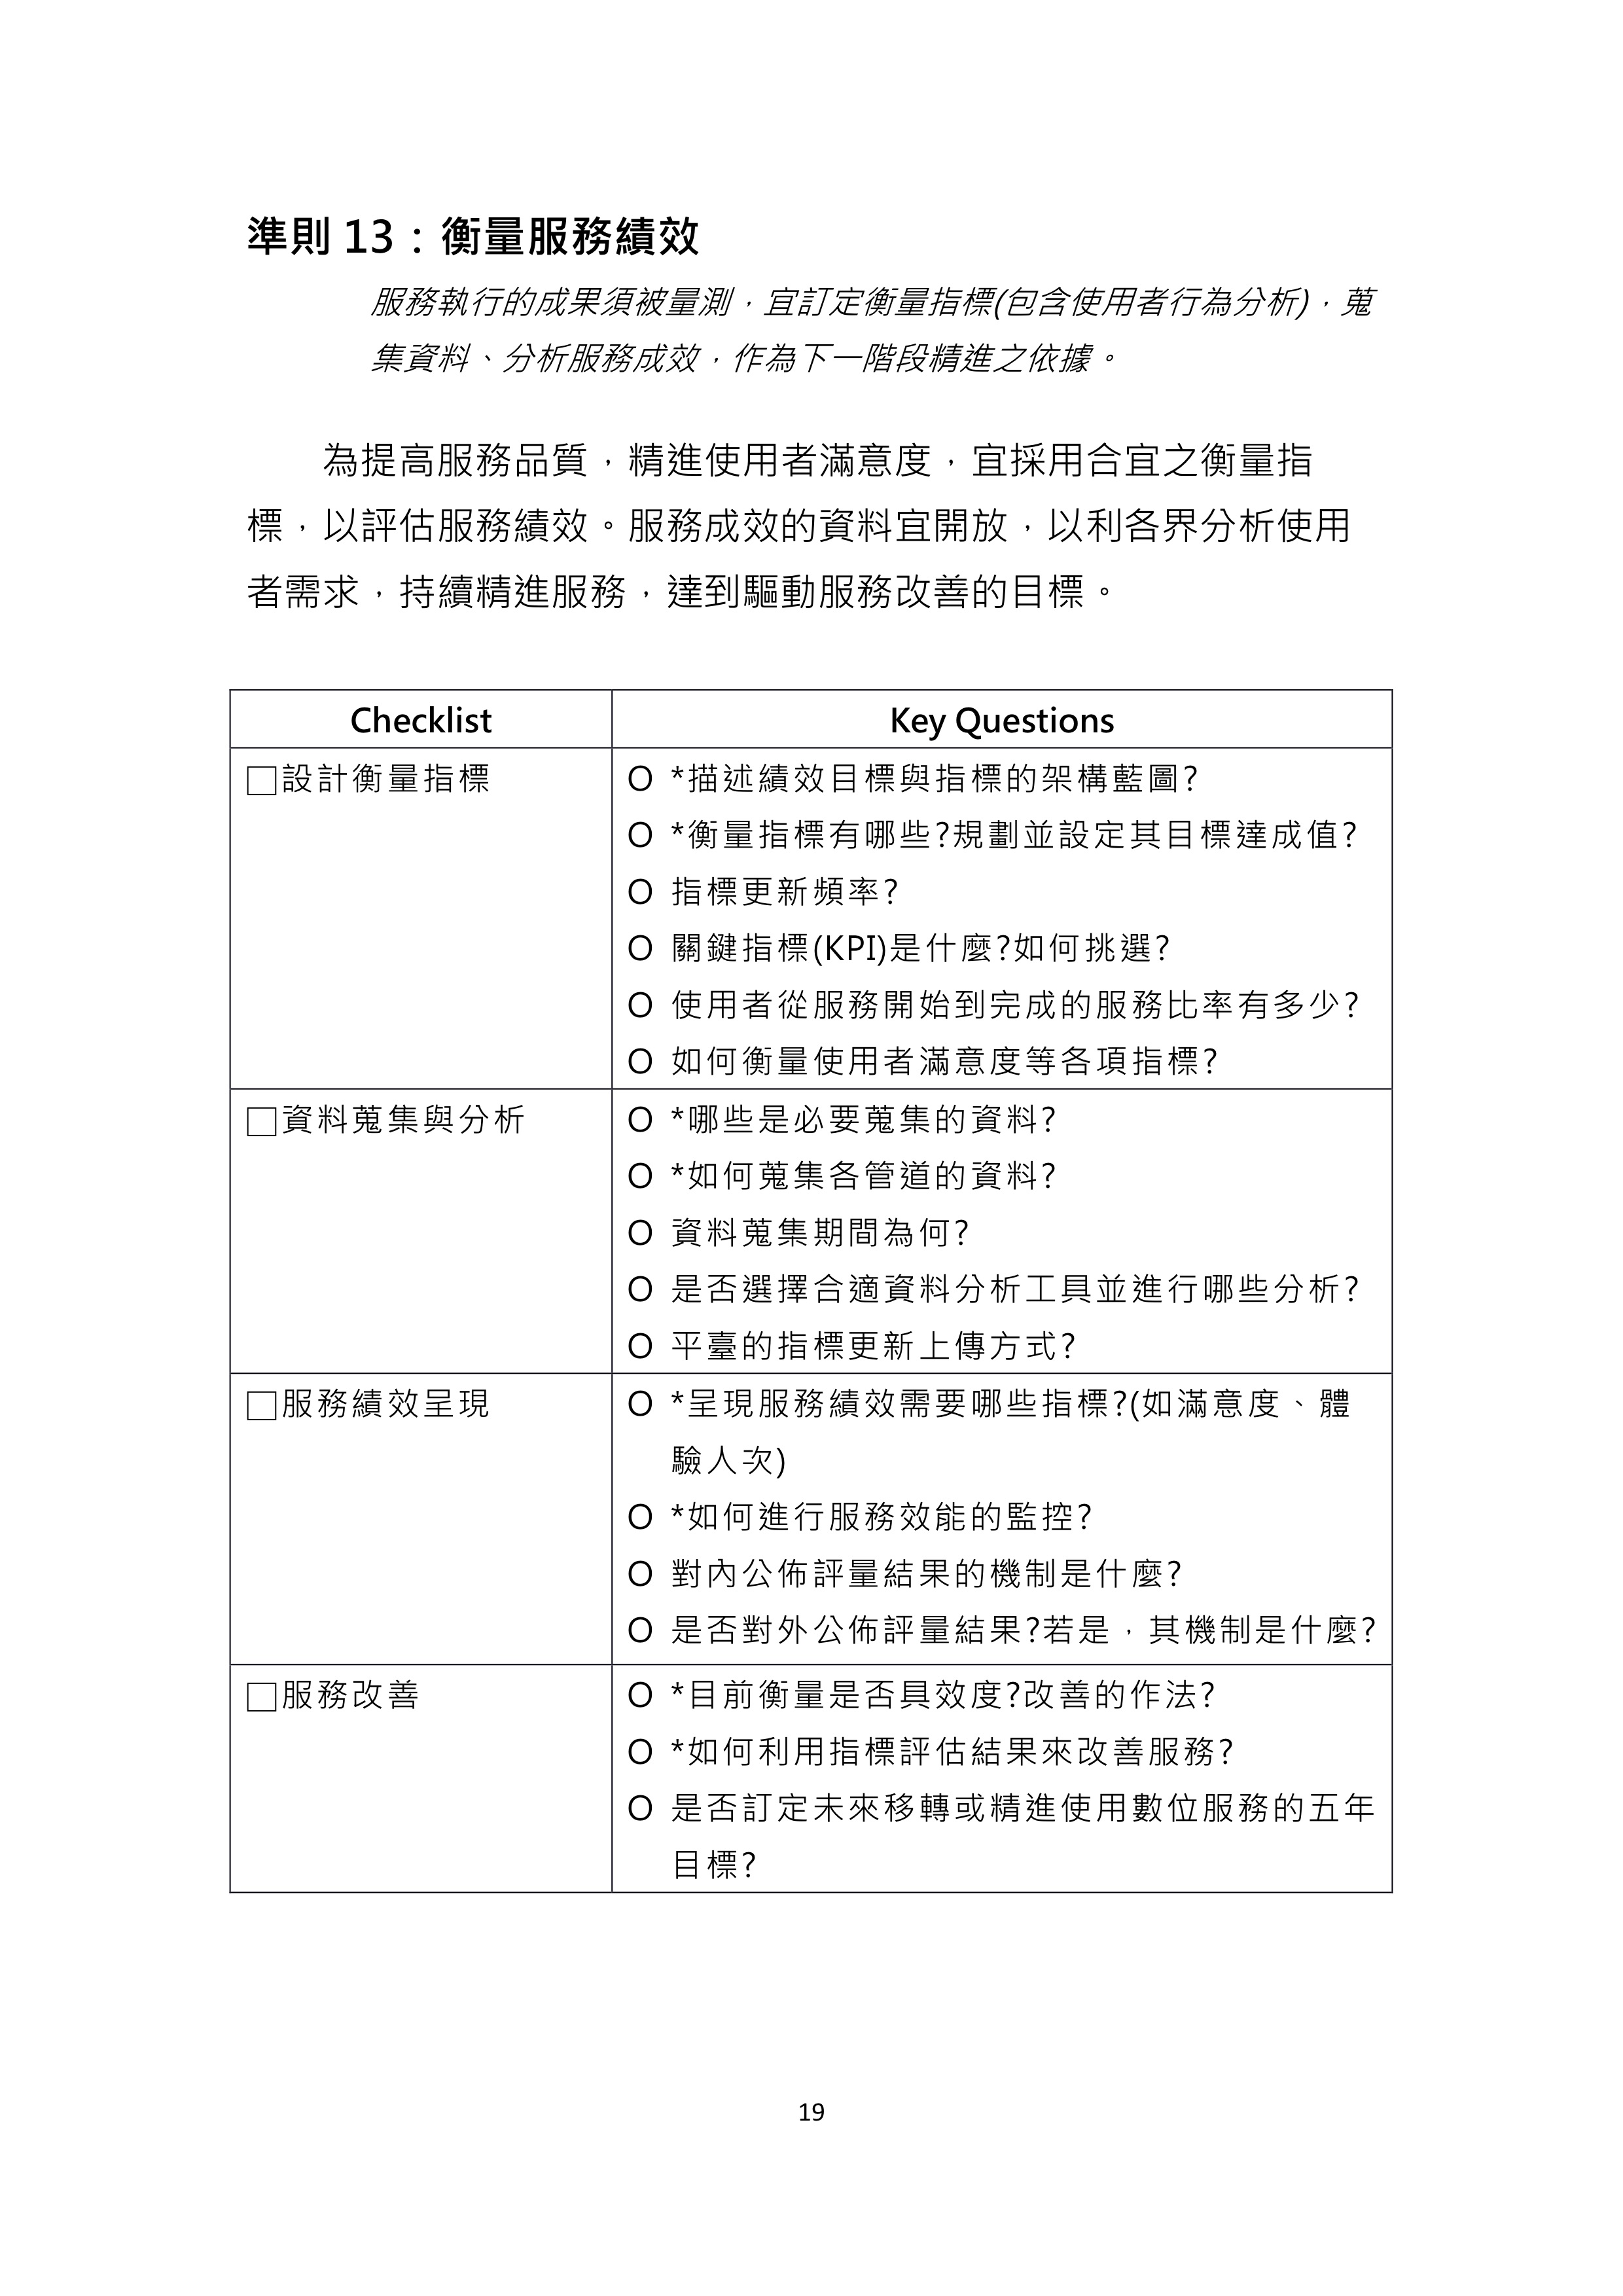 準則 13：衡量服務績效
服務執行的成果須被量測，宜訂定衡量指標(包含使用者行為分析)，蒐
集資料、分析服務成效，作為下一階段精進之依據。
為提高服務品質，精進使用者滿意度，宜採用合宜之衡量指
標，以評估服務績效。服務成效的資料宜開放，以利各界分析使用
者需求，持續精進服務，達到驅動服務改善的目標。
Checklist
Key Questions
□設計衡量指標
O *描述績效目標與指標的架構藍圖?
O *衡量指標有哪些?規劃並設定其目標達成值?
O 指標更新頻率?
O 關鍵指標(KPI)是什麼?如何挑選?
O 使用者從服務開始到完成的服務比率有多少?
O 如何衡量使用者滿意度等各項指標?
□資料蒐集與分析
O *哪些是必要蒐集的資料?
O *如何蒐集各管道的資料?
O 資料蒐集期間為何?
O 是否選擇合適資料分析工具並進行哪些分析?
O 平臺的指標更新上傳方式?
□服務績效呈現
O *呈現服務績效需要哪些指標?(如滿意度、體
驗人次)
O *如何進行服務效能的監控?
O 對內公佈評量結果的機制是什麼?
O 是否對外公佈評量結果?若是，其機制是什麼?
□服務改善
O *目前衡量是否具效度?改善的作法?
O *如何利用指標評估結果來改善服務?
O 是否訂定未來移轉或精進使用數位服務的五年
目標?
19